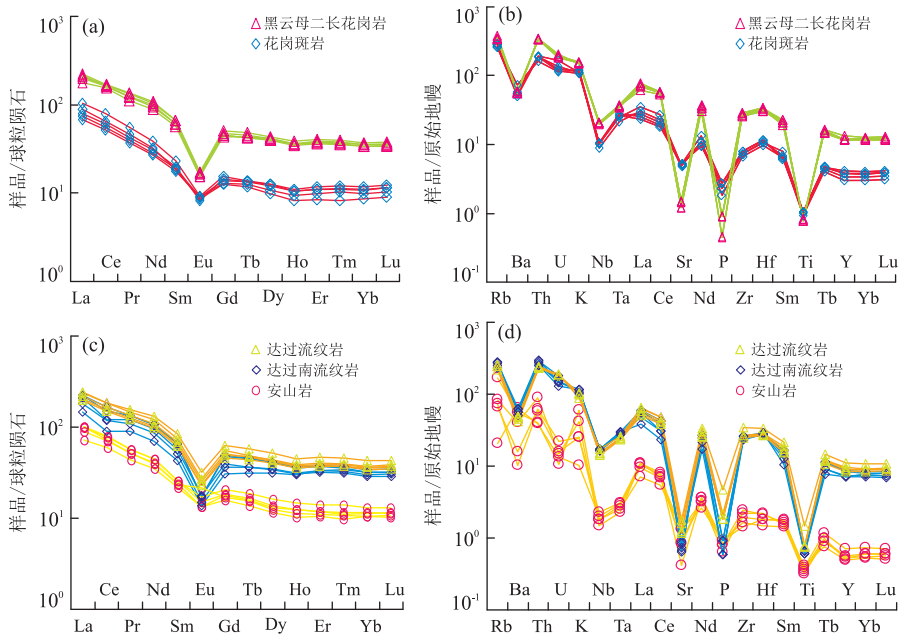 (a)
黑云母二长花岗岩
花岗斑岩
样品/球粒陨石
10³
10²
10¹
10⁰
Ce Nd Eu Tb Ho Tm Lu
La Pr Sm Gd Dy Er Yb
(b)
黑云母二长花岗岩
花岗斑岩
样品/原始地幔
10³
10²
10¹
10⁰
10⁻¹
Ba U Nb La Sr P Hf Ti Y Lu
Rb Th K Ta Ce Nd Zr Sm Tb Yb
(c)
达过流纹岩
达过南流纹岩
安山岩
样品/球粒陨石
10³
10²
10¹
10⁰
Ce Nd Eu Tb Ho Tm Lu
La Pr Sm Gd Dy Er Yb
(d)
达过流纹岩
达过南流纹岩
安山岩
样品/原始地幔
10³
10²
10¹
10⁰
10⁻¹
Ba U Nb La Sr P Hf Ti Y Lu
Rb Th K Ta Ce Nd Zr Sm Tb Yb